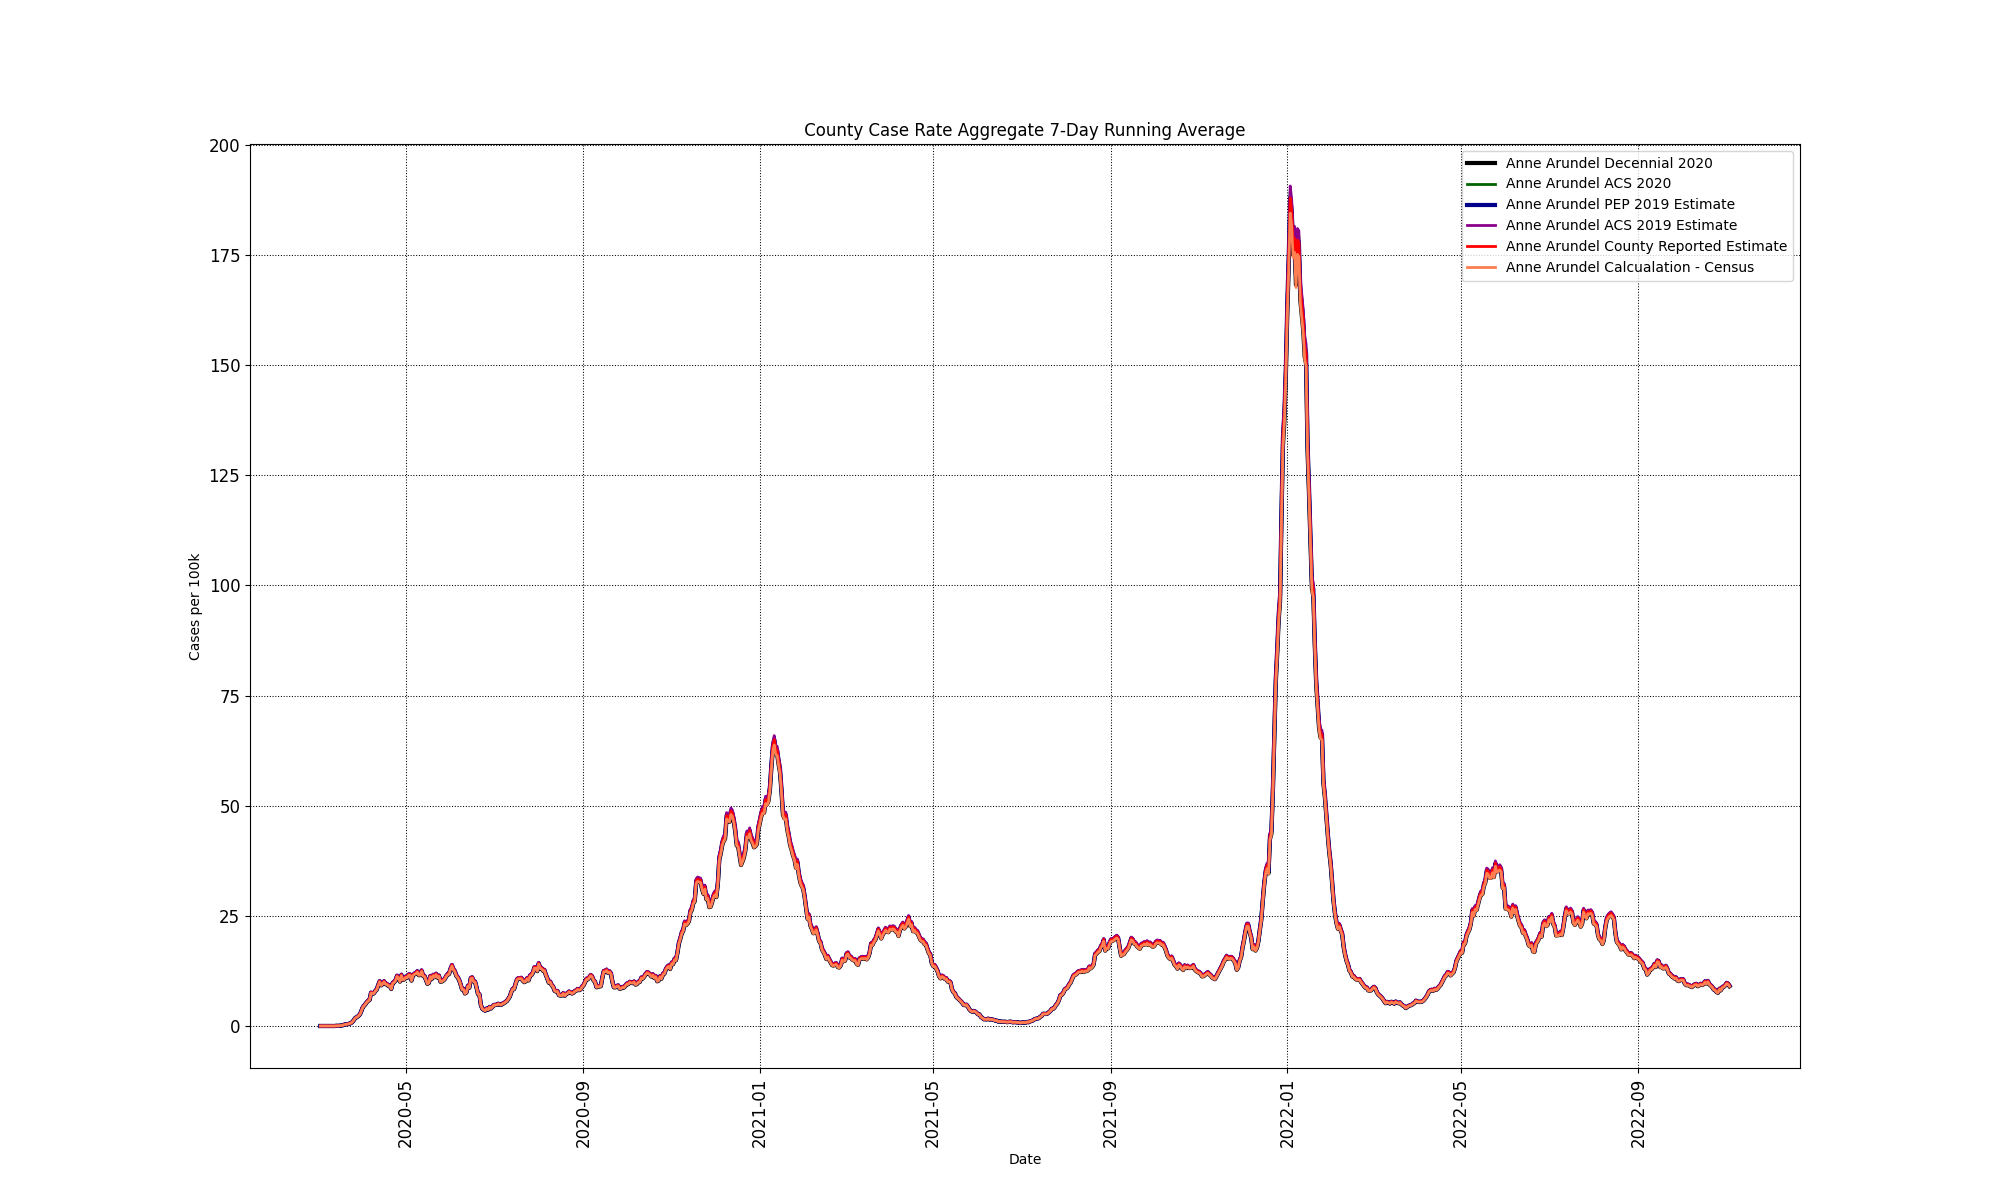 County Case Rate Aggregate 7-Day Running Average
200
175
150
125
100
75
50
25
0
Cases per 100k
Anne Arundel Decennial 2020
Anne Arundel ACS 2020
Anne Arundel PEP 2019 Estimate
Anne Arundel ACS 2019 Estimate
Anne Arundel County Reported Estimate
Anne Arundel Calcualation - Census
2020-05
2020-09
2021-01
2021-05
2021-09
2022-01
2022-05
2022-09
Date